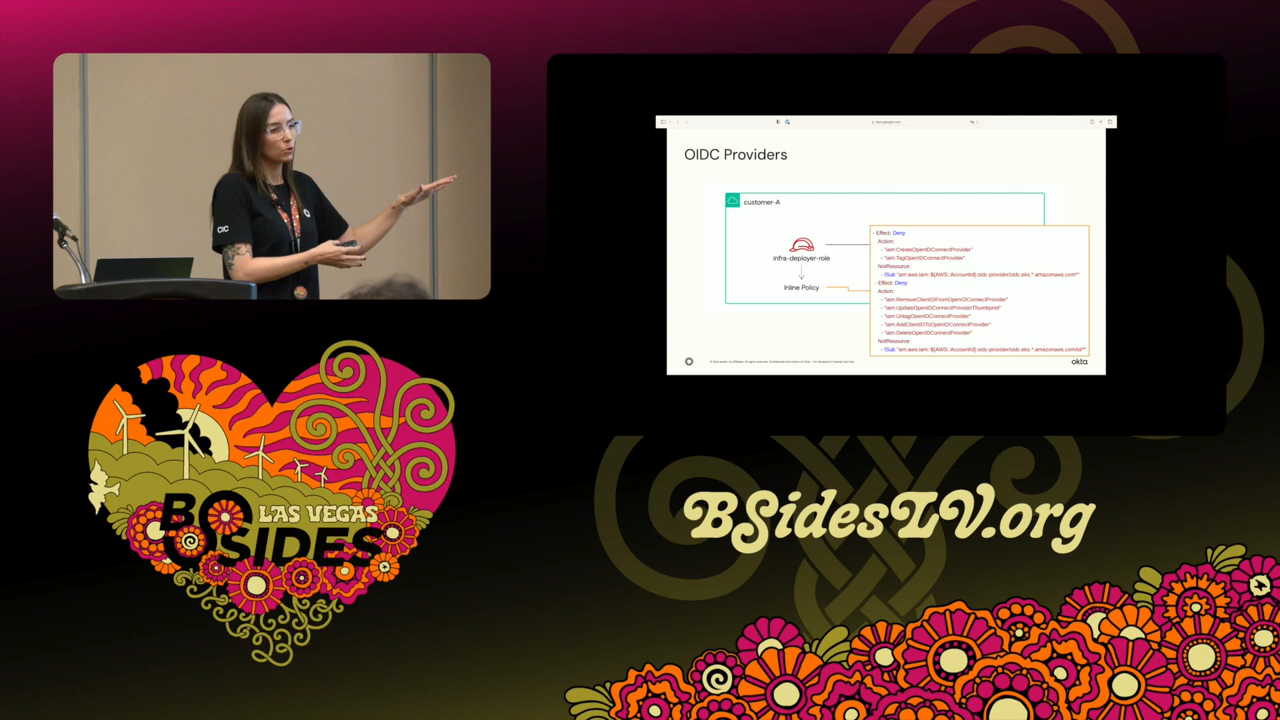 CIC
OIDC Providers
customer-A
infra-deployer-role
Inline Policy
- Effect: Deny
Action:
- "iam:CreateOpenIDConnectProvider"
- "iam:TagOpenIDConnectProvider"
NotResource:
- !Sub "arn:aws:iam::${AWS::AccountId}:oidc-provider/oidc.eks.*.amazonaws.com*"
- Effect: Deny
Action:
- "iam:RemoveClientIDFromOpenIDConnectProvider"
- "iam:UpdateOpenIDConnectProviderThumbprint"
- "iam:UntagOpenIDConnectProvider"
- "iam:AddClientIDToOpenIDConnectProvider"
- "iam:DeleteOpenIDConnectProvider"
NotResource:
- !Sub "arn:aws:iam::${AWS::AccountId}:oidc-provider/oidc.eks.*.amazonaws.com/id/*"
okta
LAS VEGAS
BSIDES
BSidesLV.org